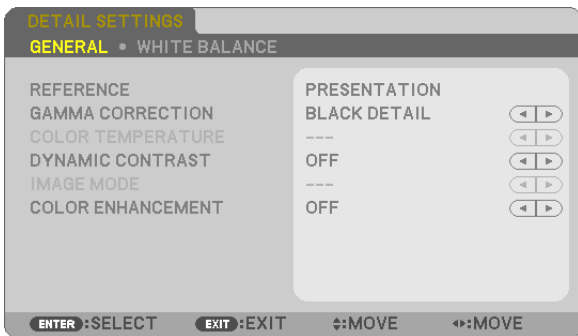 DETAIL SETTINGS
GENERAL • WHITE BALANCE
REFERENCE PRESENTATION
GAMMA CORRECTION BLACK DETAIL
COLOR TEMPERATURE ---
DYNAMIC CONTRAST OFF
IMAGE MODE ---
COLOR ENHANCEMENT OFF
ENTER :SELECT EXIT :EXIT :MOVE :MOVE